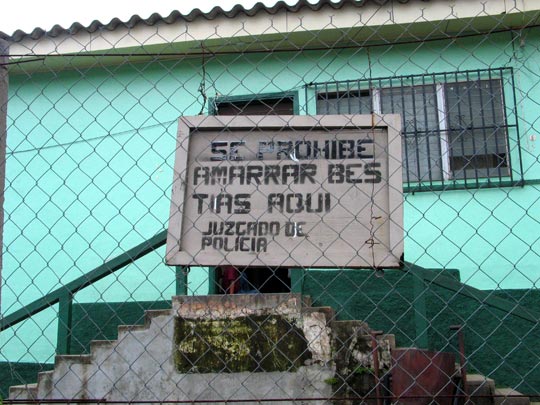 SE PROHIBE
AMARRAR BES
TIAS AQUI
JUZGADO DE
POLICIA